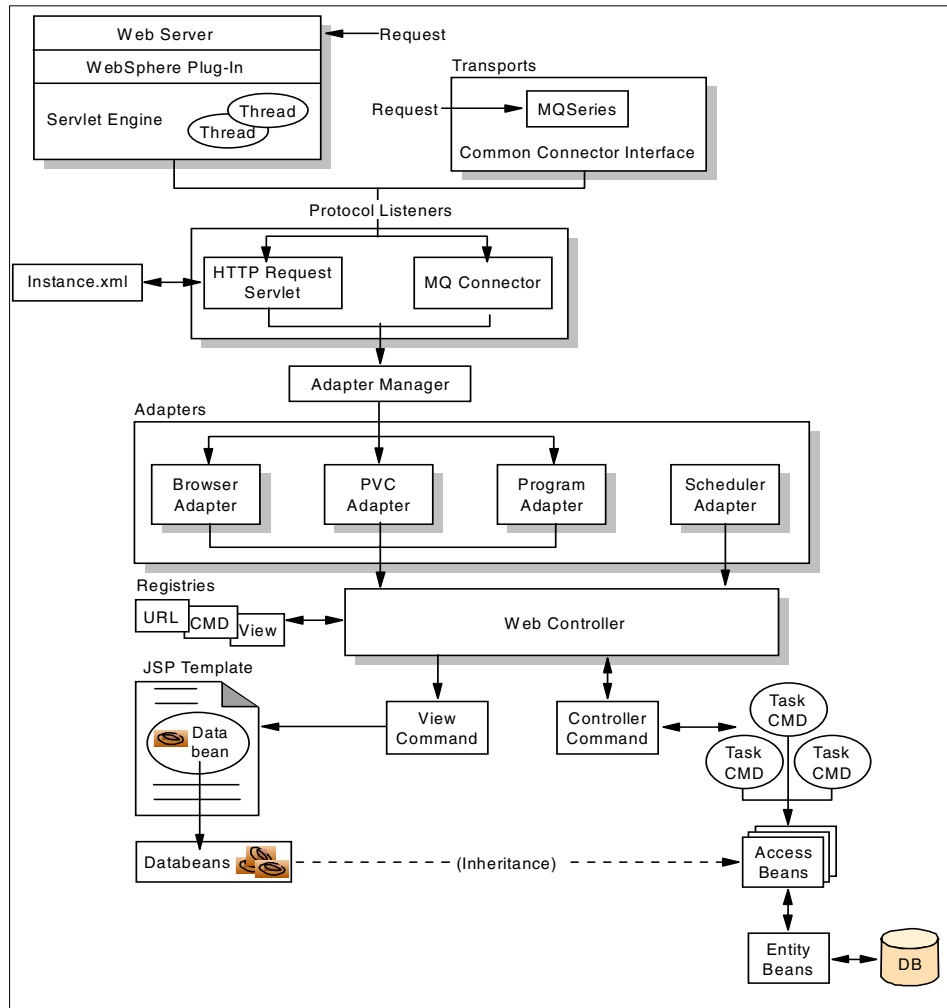 Web Server
Request
WebSphere Plug-In
Servlet Engine
Thread
Thread
Transports
Request
MQSeries
Common Connector Interface
Protocol Listeners
Instance.xml
HTTP Request
Servlet
MQ Connector
Adapter Manager
Adapters
Browser
Adapter
PVC
Adapter
Program
Adapter
Scheduler
Adapter
Registries
URL
CMD
View
Web Controller
JSP Template
Data
bean
View
Command
Controller
Command
Task
CMD
Task
CMD
Task
CMD
Databeans
(Inheritance)
Access
Beans
Entity
Beans
DB